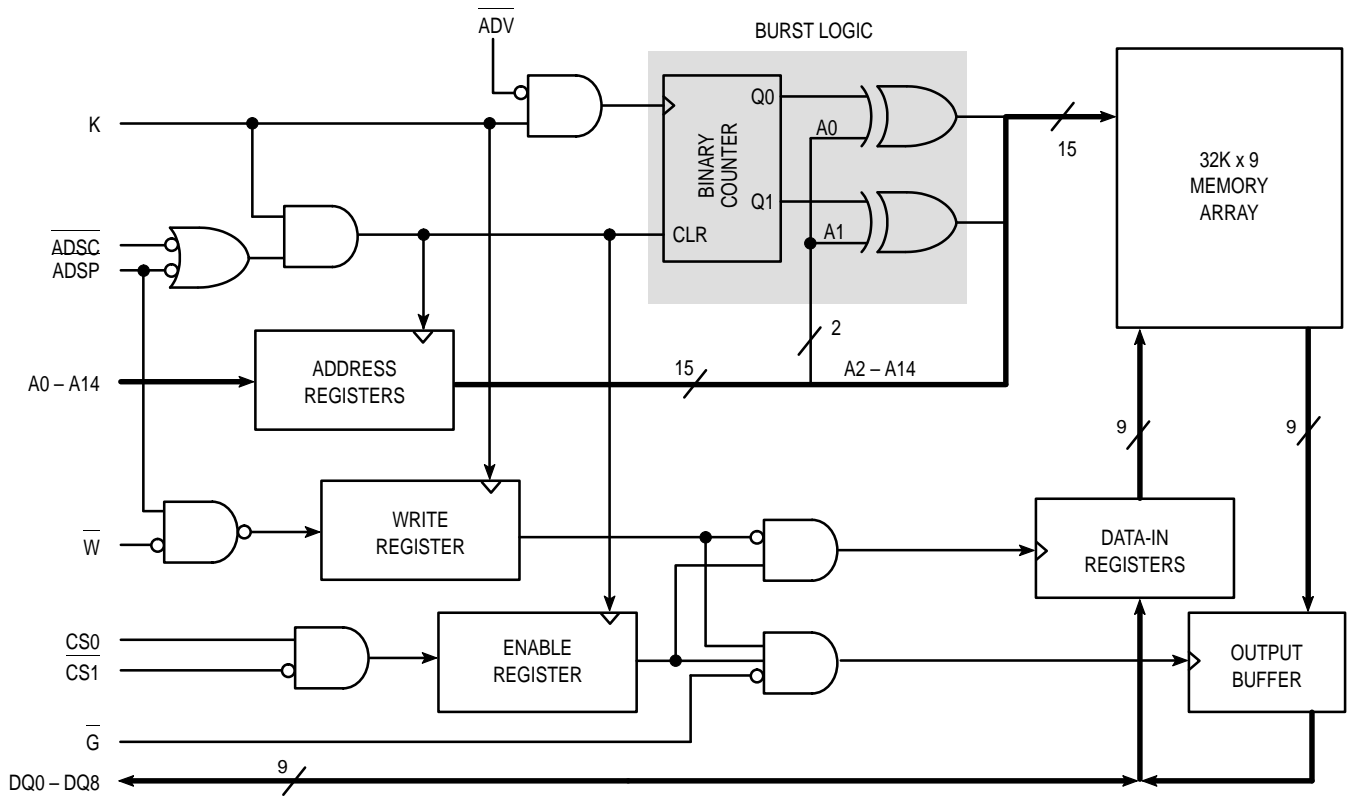 ADV
BURST LOGIC
K
Q0
A0
BINARY
COUNTER
Q1
A1
CLR
15
32K x 9
MEMORY
ARRAY
ADSC
ADSP
2
A0 – A14
ADDRESS
REGISTERS
15
A2 – A14
9
9
W
WRITE
REGISTER
DATA-IN
REGISTERS
CS0
CS1
ENABLE
REGISTER
OUTPUT
BUFFER
G
DQ0 – DQ8
9